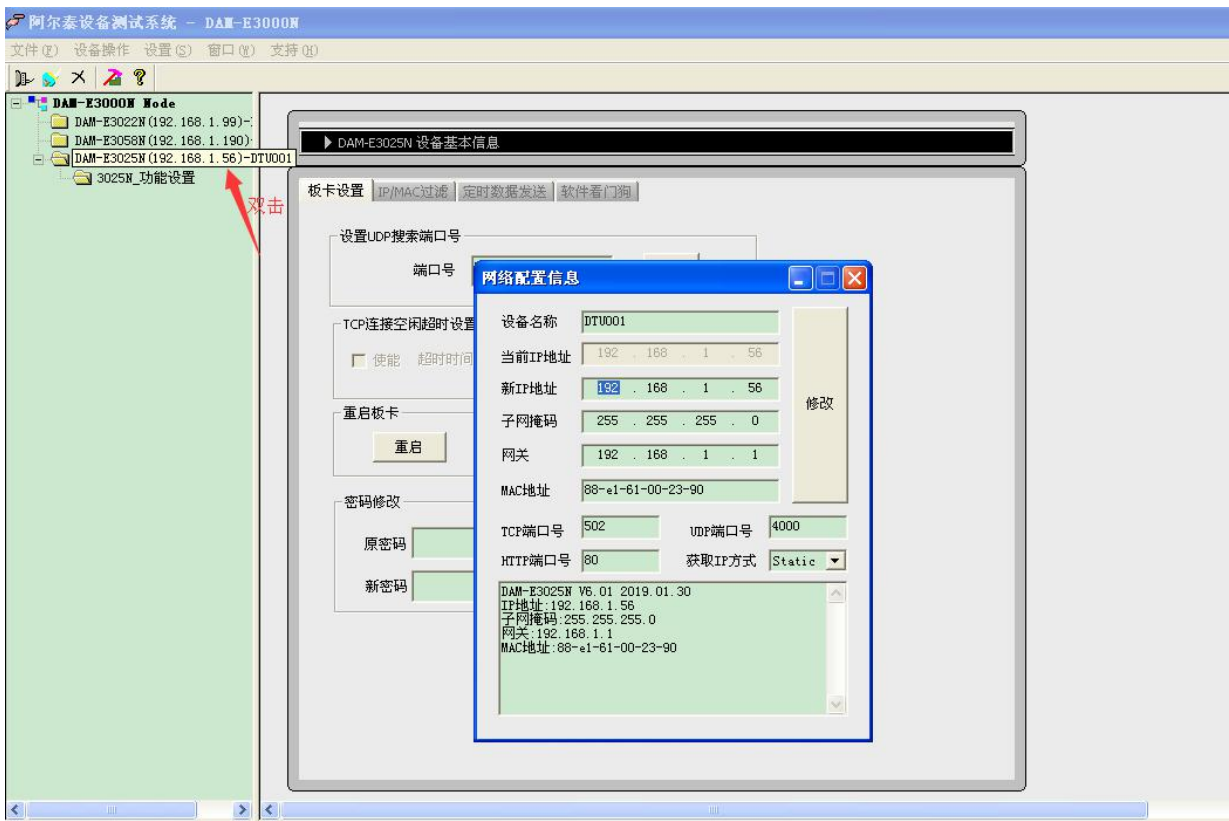 阿尔泰设备测试系统 - DAM-E3000N
文件(F) 设备操作 设置(S) 窗口(W) 支持(H)
DAM-E3000N Node
DAM-E3022N(192.168.1.99)-
DAM-E3058N(192.168.1.190)-
DAM-E3025N(192.168.1.56)-DTU001
3025N_功能设置
双击
DAM-E3025N 设备基本信息
板卡设置 IP/MAC过滤 定时数据发送 软件看门狗
设置UDP搜索端口号
端口号
TCP连接空闲超时设置
使能 超时时间
重启板卡
重启
密码修改
原密码
新密码
网络配置信息
设备名称 DTU001
当前IP地址 192 . 168 . 1 . 56
新IP地址 192 . 168 . 1 . 56
子网掩码 255 . 255 . 255 . 0
网关 192 . 168 . 1 . 1
MAC地址 88-e1-61-00-23-90
修改
TCP端口号 502 UDP端口号 4000
HTTP端口号 80 获取IP方式 Static
DAM-E3025N V6.01 2019.01.30
IP地址:192.168.1.56
子网掩码:255.255.255.0
网关:192.168.1.1
MAC地址:88-e1-61-00-23-90